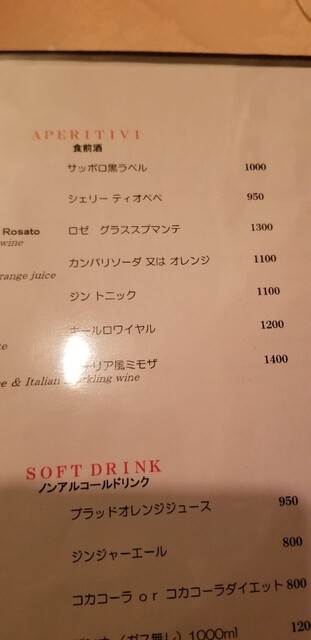 APERITIVI
食前酒
サッポロ黒ラベル 1000
シェリー ティオペペ 950
Rosato ロゼ グラススプマンテ 1300
wine
カンパリソーダ 又は オレンジ 1100
range juice
ジン トニック 1100
キールロワイヤル 1200
リア風ミモザ 1400
& Italian sparkling wine
SOFT DRINK
ノンアルコールドリンク
ブラッドオレンジジュース 950
ジンジャーエール 800
コカコーラ or コカコーラダイエット 800
(ガス無し) 1000ml 120